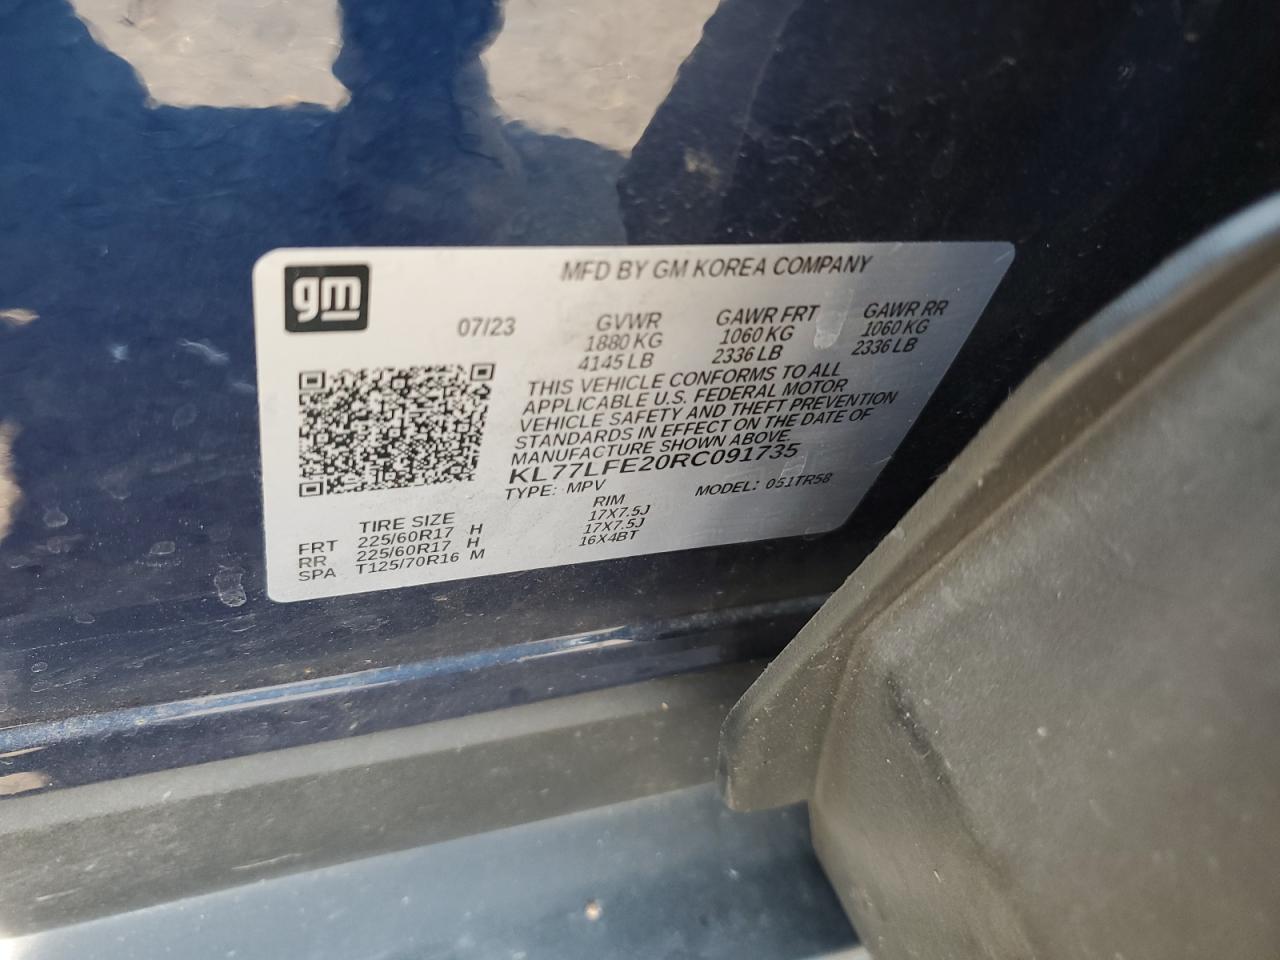 gm
MFD BY GM KOREA COMPANY
07/23 GVWR GAWR FRT GAWR RR
1880 KG 1060 KG 1060 KG
4145 LB 2336 LB 2336 LB
THIS VEHICLE CONFORMS TO ALL
APPLICABLE U.S. FEDERAL MOTOR
VEHICLE SAFETY AND THEFT PREVENTION
STANDARDS IN EFFECT ON THE DATE OF
MANUFACTURE SHOWN ABOVE.
KL77LFE20RC091735
TYPE: MPV MODEL: 051TR58
TIRE SIZE RIM
FRT 225/60R17 H 17X7.5J
RR 225/60R17 H 17X7.5J
SPA T125/70R16 M 16X4BT